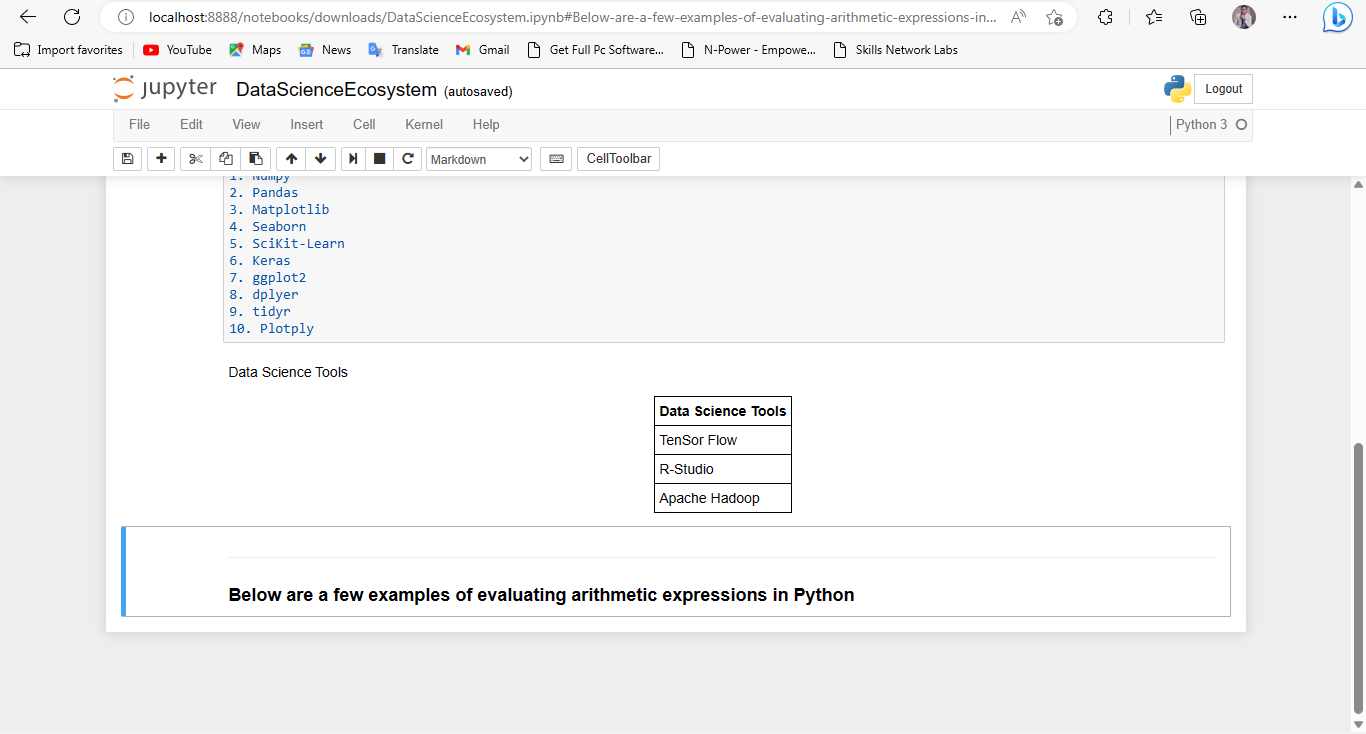 localhost:8888/notebooks/downloads/DataScienceEcosystem.ipynb#Below-are-a-few-examples-of-evaluating-arithmetic-expressions-in...
Import favorites YouTube Maps News Translate Gmail Get Full Pc Software... N-Power - Empowe... Skills Network Labs
jupyter DataScienceEcosystem (autosaved) Logout
File Edit View Insert Cell Kernel Help Python 3
Markdown CellToolbar
1. Numpy
2. Pandas
3. Matplotlib
4. Seaborn
5. SciKit-Learn
6. Keras
7. ggplot2
8. dplyer
9. tidyr
10. Plotply
Data Science Tools
Data Science Tools
TenSor Flow
R-Studio
Apache Hadoop
Below are a few examples of evaluating arithmetic expressions in Python